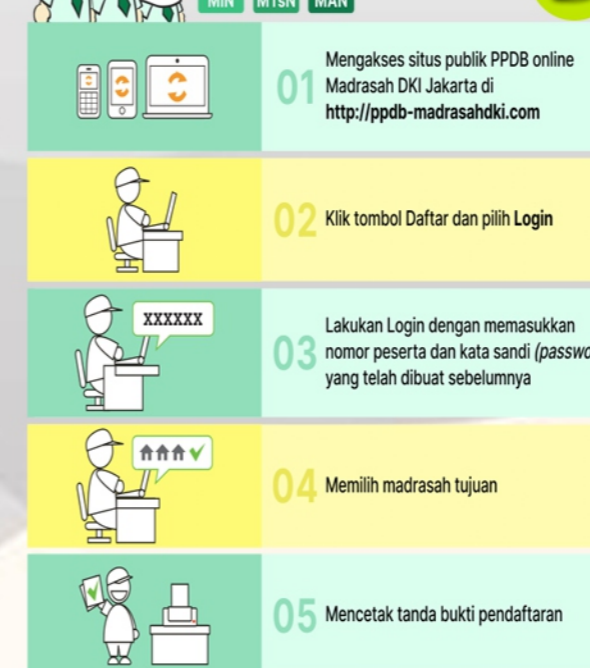 MIN MTsN MAN
01
Mengakses situs publik PPDB online
Madrasah DKI Jakarta di
http://ppdb-madrasahdki.com
02
Klik tombol Daftar dan pilih Login
XXXXXX
03
Lakukan Login dengan memasukkan
nomor peserta dan kata sandi (passwo
yang telah dibuat sebelumnya
04
Memilih madrasah tujuan
05
Mencetak tanda bukti pendaftaran